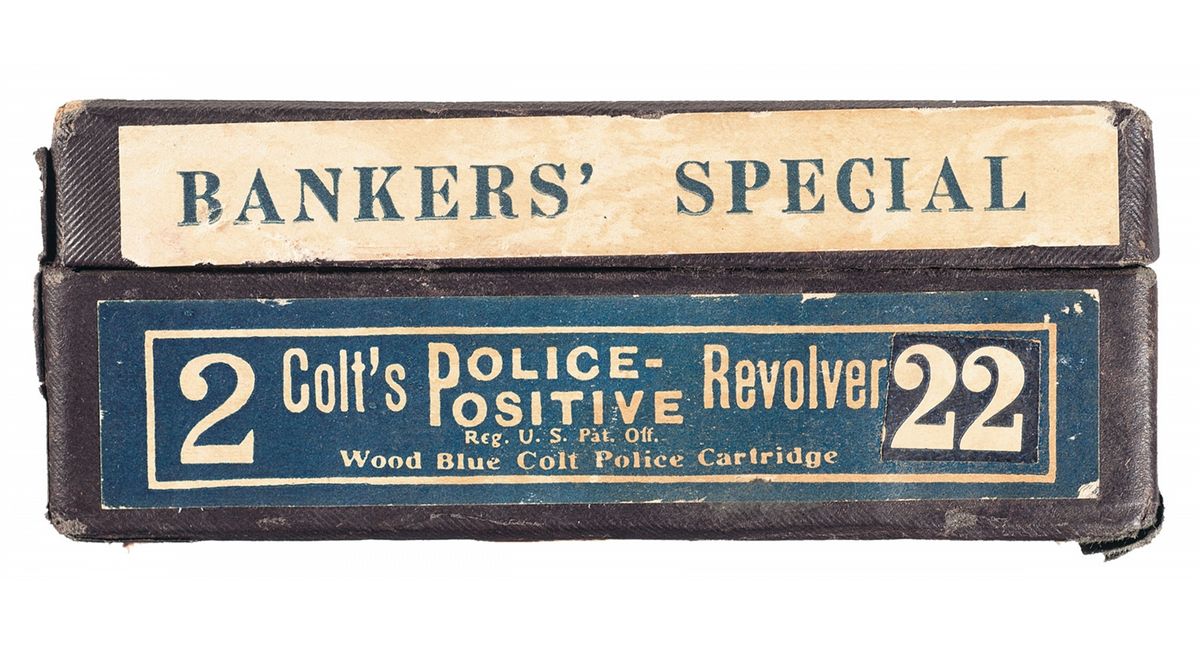 BANKERS' SPECIAL
2 Colt's POLICE-POSITIVE Revolver 22
Reg. U. S. Pat. Off.
Wood Blue Colt Police Cartridge